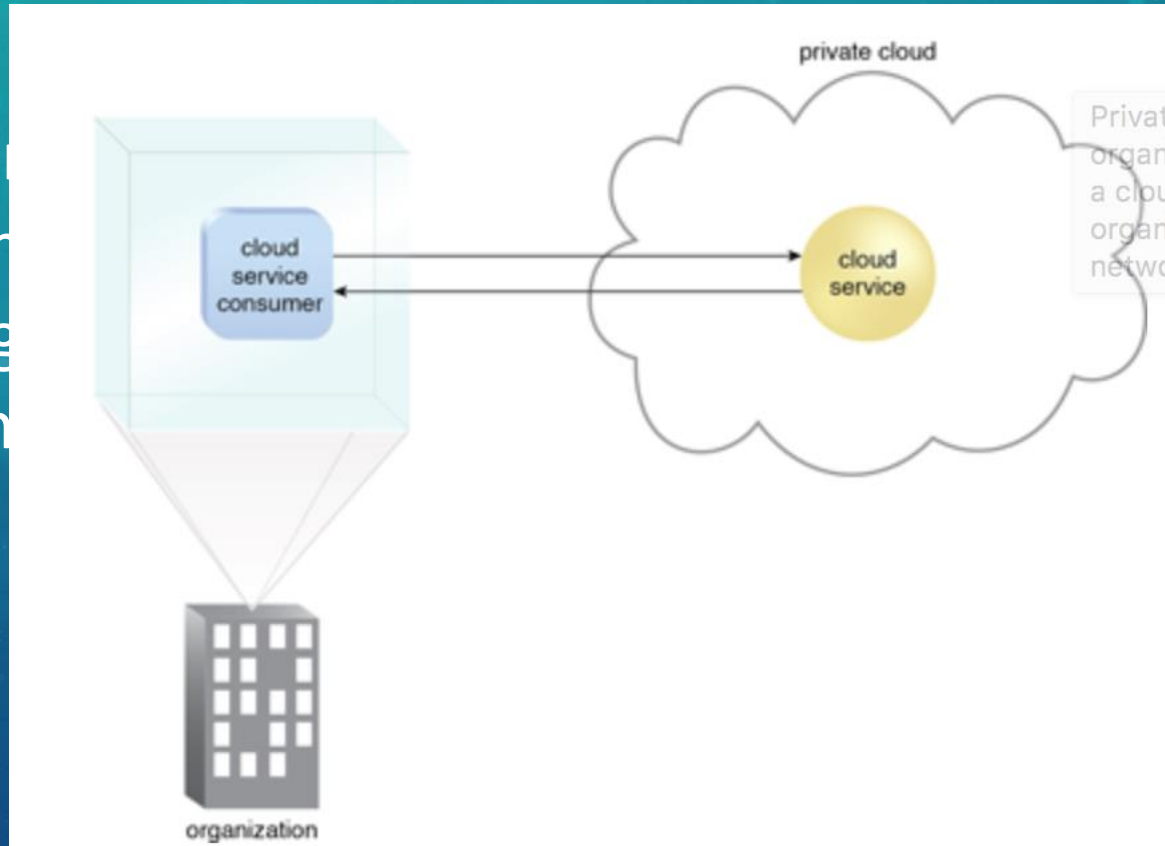 private cloud
cloud
service
consumer
cloud
service
organization
a